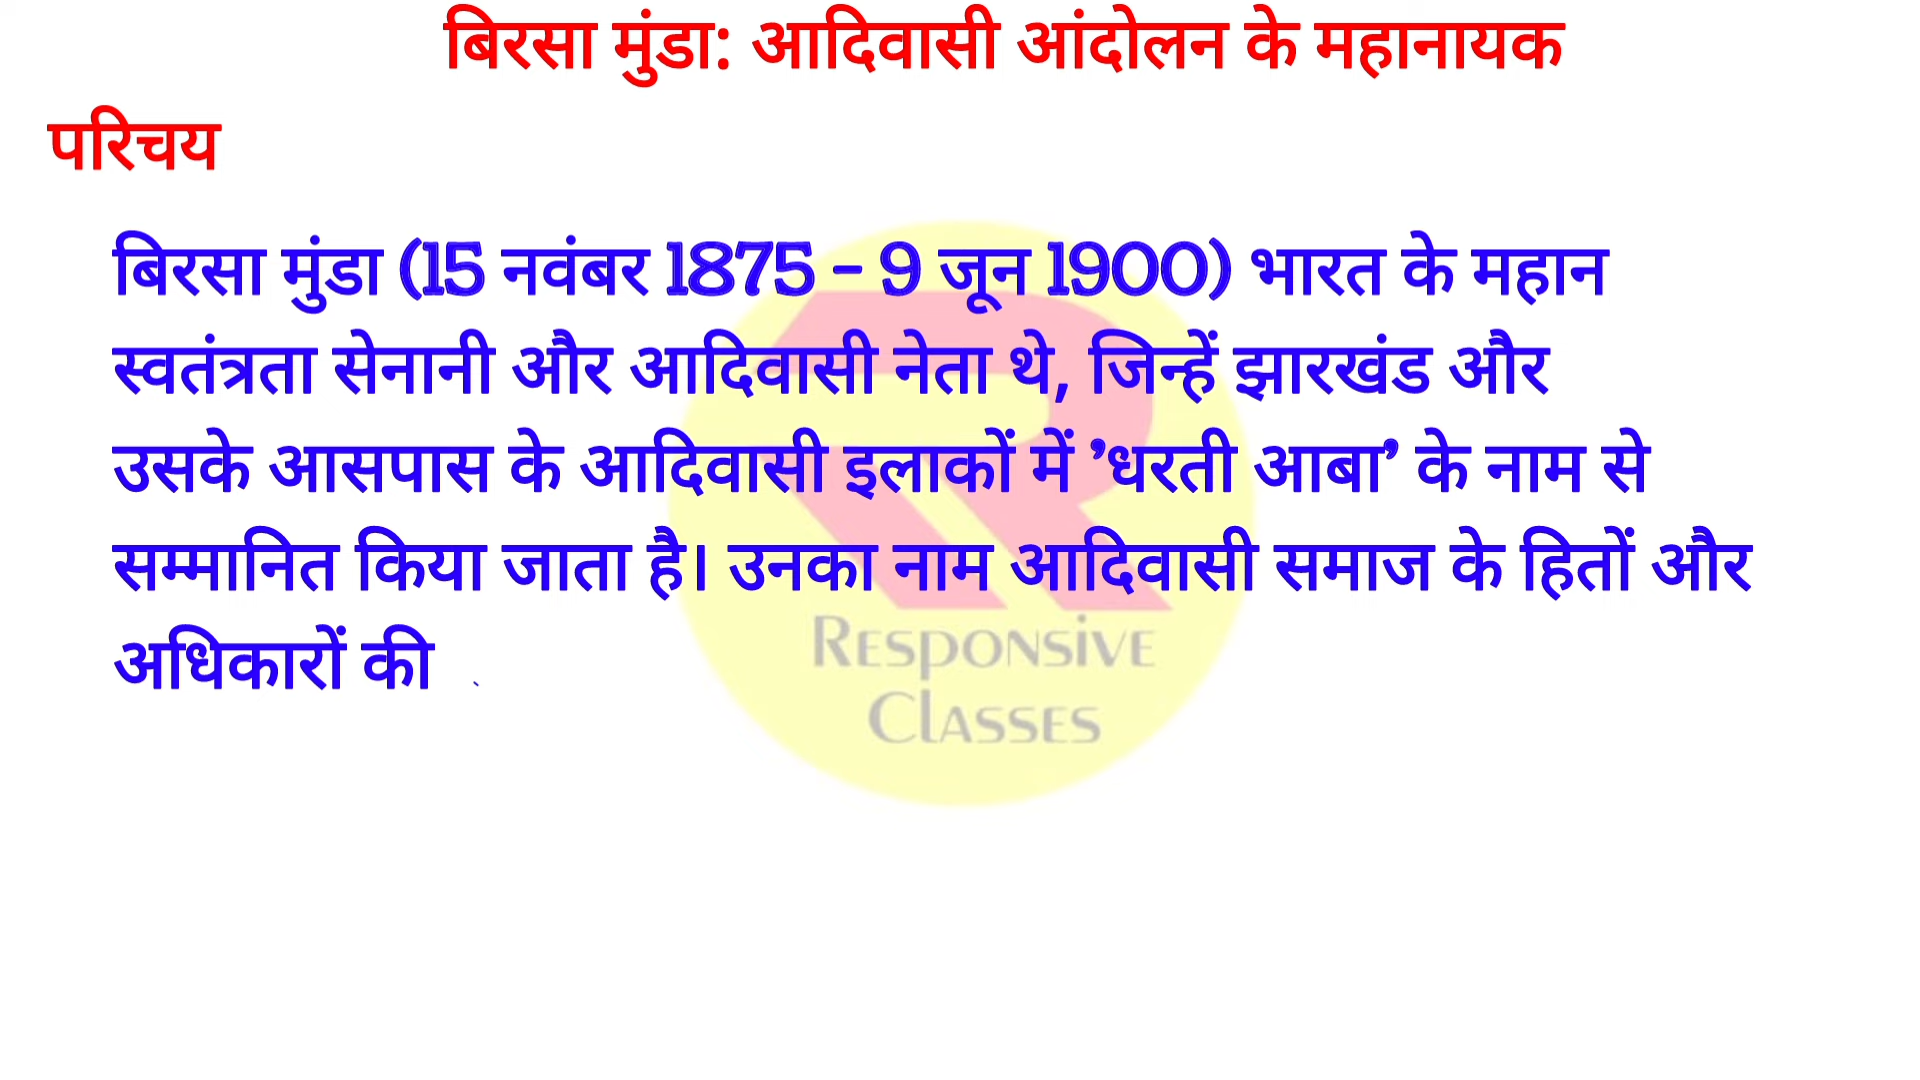 बिरसा मुंडा: आदिवासी आंदोलन के महानायक
परिचय
बिरसा मुंडा (15 नवंबर 1875 – 9 जून 1900) भारत के महान
स्वतंत्रता सेनानी और आदिवासी नेता थे, जिन्हें झारखंड और
उसके आसपास के आदिवासी इलाकों में ’धरती आबा’ के नाम से
सम्मानित किया जाता है। उनका नाम आदिवासी समाज के हितों और
अधिकारों की
Responsive
Classes